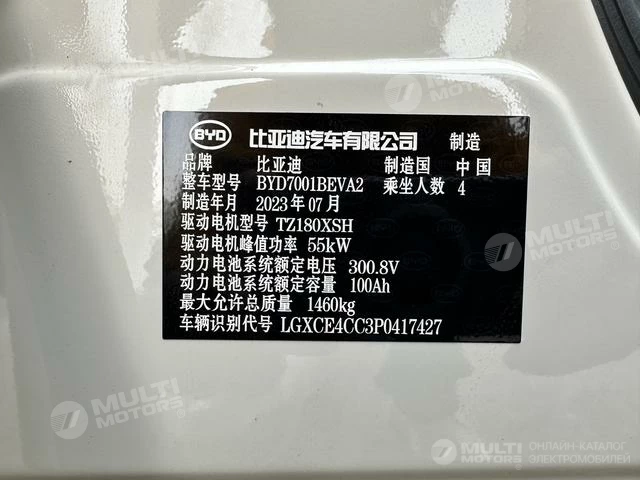 BYD 比亚迪汽车有限公司 制造
品牌 比亚迪 制造国 中国
整车型号 BYD7001BEVA2 乘坐人数 4
制造年月 2023年07月
驱动电机型号 TZ180XSH
驱动电机峰值功率 55kW
动力电池系统额定电压 300.8V
动力电池系统额定容量 100Ah
最大允许总质量 1460kg
车辆识别代号 LGXCE4CC3P0417427
MULTI MOTORS
MULTI MOTORS
MULTI MOTORS
MULTI MOTORS
MULTI MOTORS ОНЛАЙН-КАТАЛОГ ЭЛЕКТРОМОБИЛЕЙ